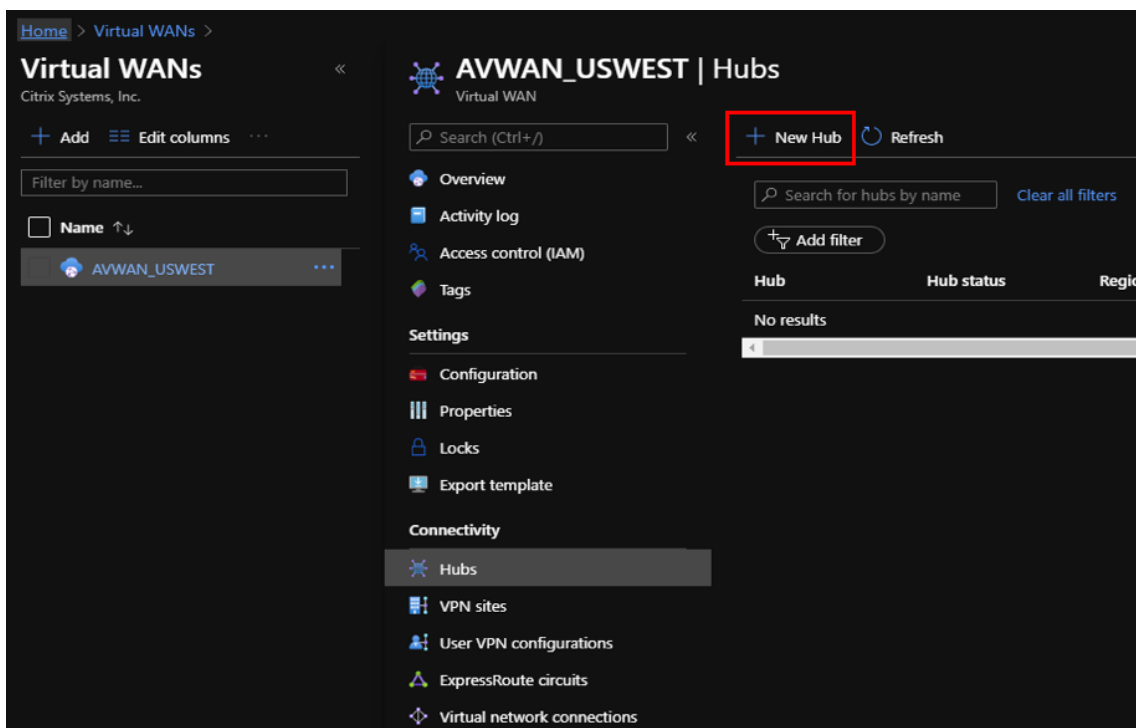 Home > Virtual WANs >
Virtual WANs «
Citrix Systems, Inc.
+ Add Edit columns ...
Filter by name...
Name ↑↓
AVWAN_USWEST ...
AVWAN_USWEST | Hubs
Virtual WAN
Search (Ctrl+/) «
Overview
Activity log
Access control (IAM)
Tags
Settings
Configuration
Properties
Locks
Export template
Connectivity
Hubs
VPN sites
User VPN configurations
ExpressRoute circuits
Virtual network connections
+ New Hub Refresh
Search for hubs by name Clear all filters
Add filter
Hub Hub status Regio
No results